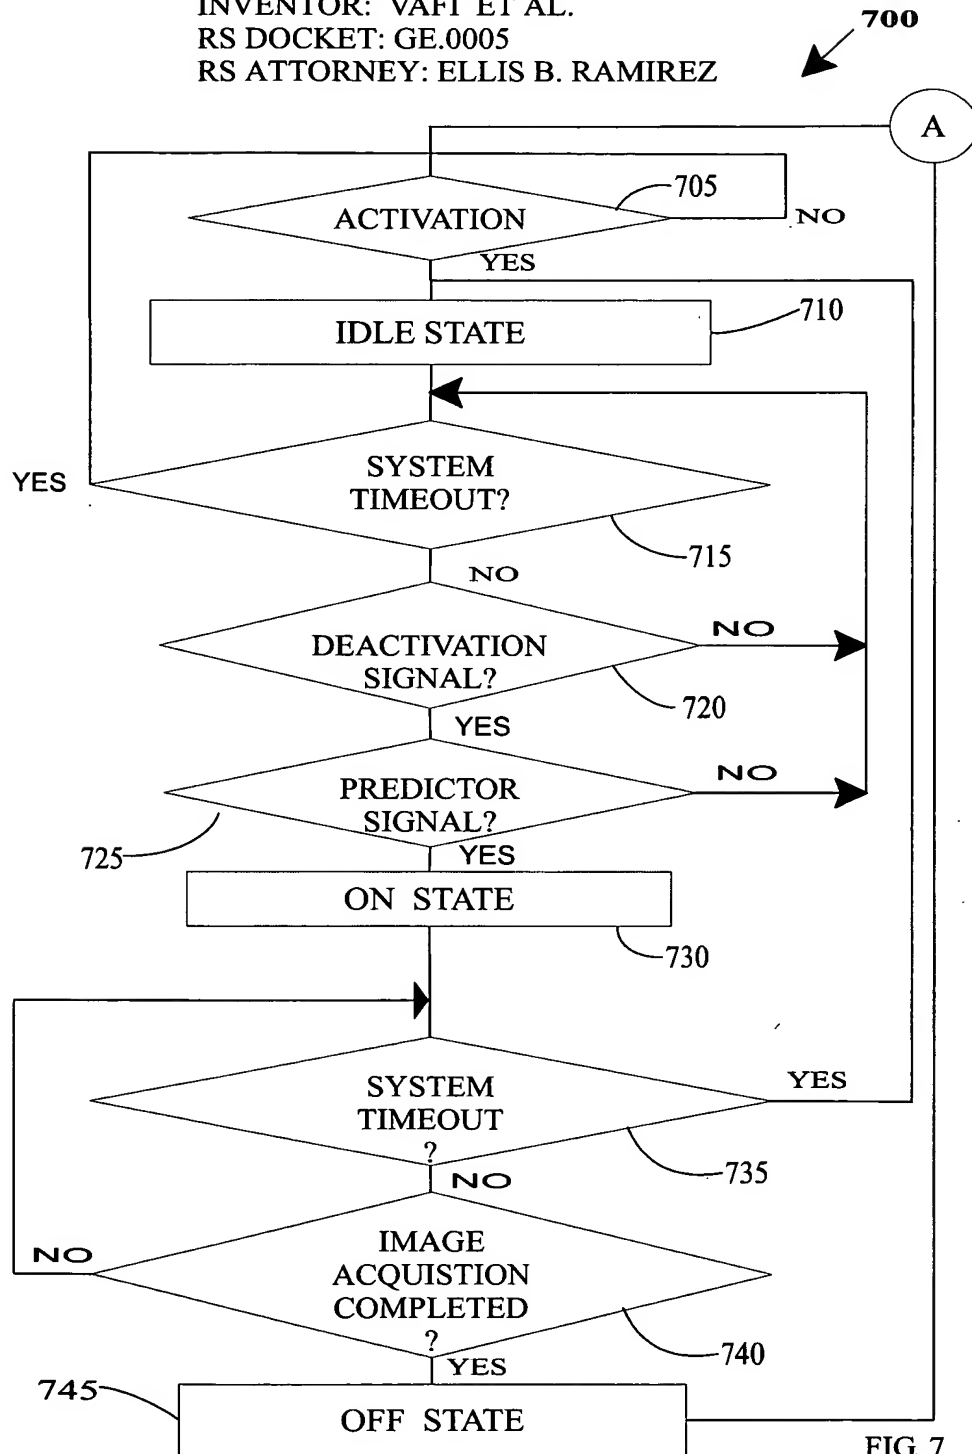 INVENTOR: VAFI ET AL.
RS DOCKET: GE.0005
RS ATTORNEY: ELLIS B. RAMIREZ
700
A
705
ACTIVATION
NO
YES
710
IDLE STATE
SYSTEM
TIMEOUT?
YES
715
NO
DEACTIVATION
SIGNAL?
NO
720
YES
PREDICTOR
SIGNAL?
NO
725
YES
ON STATE
730
SYSTEM
TIMEOUT
?
YES
735
NO
IMAGE
ACQUISTION
COMPLETED
?
NO
740
YES
745
OFF STATE
FIG. 7